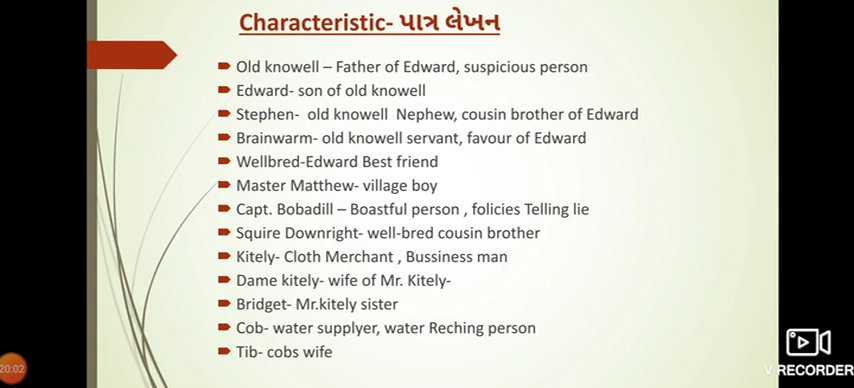 Characteristic- પાત્ર લેખન
Old knowell – Father of Edward, suspicious person
Edward- son of old knowell
Stephen- old knowell Nephew, cousin brother of Edward
Brainwarm- old knowell servant, favour of Edward
Wellbred-Edward Best friend
Master Matthew- village boy
Capt. Bobadill – Boastful person , folicies Telling lie
Squire Downright- well-bred cousin brother
Kitely- Cloth Merchant , Bussiness man
Dame kitely- wife of Mr. Kitely-
Bridget- Mr.kitely sister
Cob- water supplyer, water Reching person
Tib- cobs wife
20:02
V RECORDER